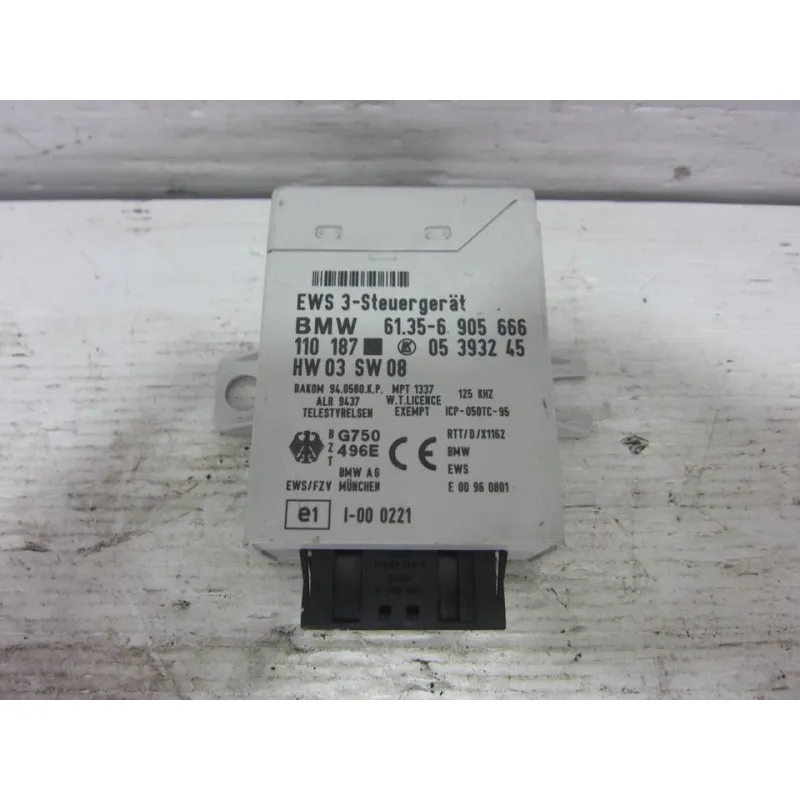 EWS 3-Steuergerät
BMW 61.35-6 905 666
110 187 05 3932 45
HW 03 SW 08
BAKOM 94.0580.K.P. MPT 1337 125 KHZ
ALR 9437 W.T.LICENCE
TELESTYRELSEN EXEMPT ICP-050TC-95
BZT G750 496E CE RTT/D/X1162
BMW
EWS
BMW AG
EWS/FZV MÜNCHEN E 00 96 0801
e1 I-00 0221